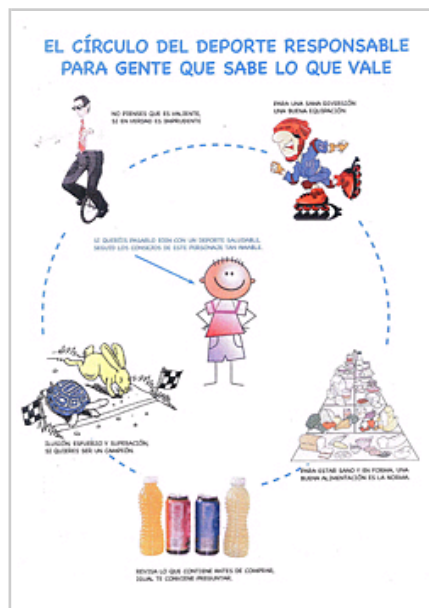 EL CÍRCULO DEL DEPORTE RESPONSABLE
PARA GENTE QUE SABE LO QUE VALE
NO PIENSES QUE ES VALIENTE,
SI EN VERDAD ES IMPRUDENTE
PARA UNA SANA DIVERSIÓN
UNA BUENA EQUIPACIÓN
SI QUERÉIS PASARLO BIEN CON UN DEPORTE SALUDABLE,
SEGUID LOS CONSEJOS DE ESTE PERSONAJE TAN AMABLE.
ILUSIÓN, ESFUERZO Y SUPERACIÓN,
SI QUIERES SER UN CAMPEÓN.
PARA ESTAR SANO Y EN FORMA, UNA
BUENA ALIMENTACIÓN ES LA NORMA.
REVISA LO QUE CONTIENE ANTES DE COMPRAR,
IGUAL TE CONVIENE PREGUNTAR.